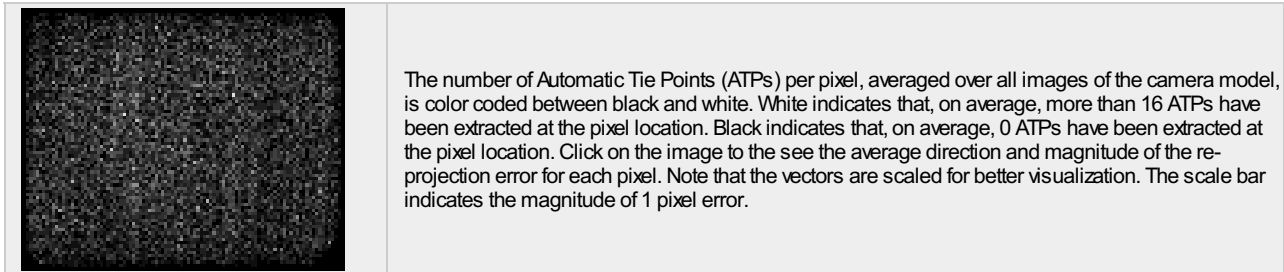 The number of Automatic Tie Points (ATPs) per pixel, averaged over all images of the camera model,
is color coded between black and white. White indicates that, on average, more than 16 ATPs have
been extracted at the pixel location. Black indicates that, on average, 0 ATPs have been extracted at
the pixel location. Click on the image to the see the average direction and magnitude of the re-
projection error for each pixel. Note that the vectors are scaled for better visualization. The scale bar
indicates the magnitude of 1 pixel error.